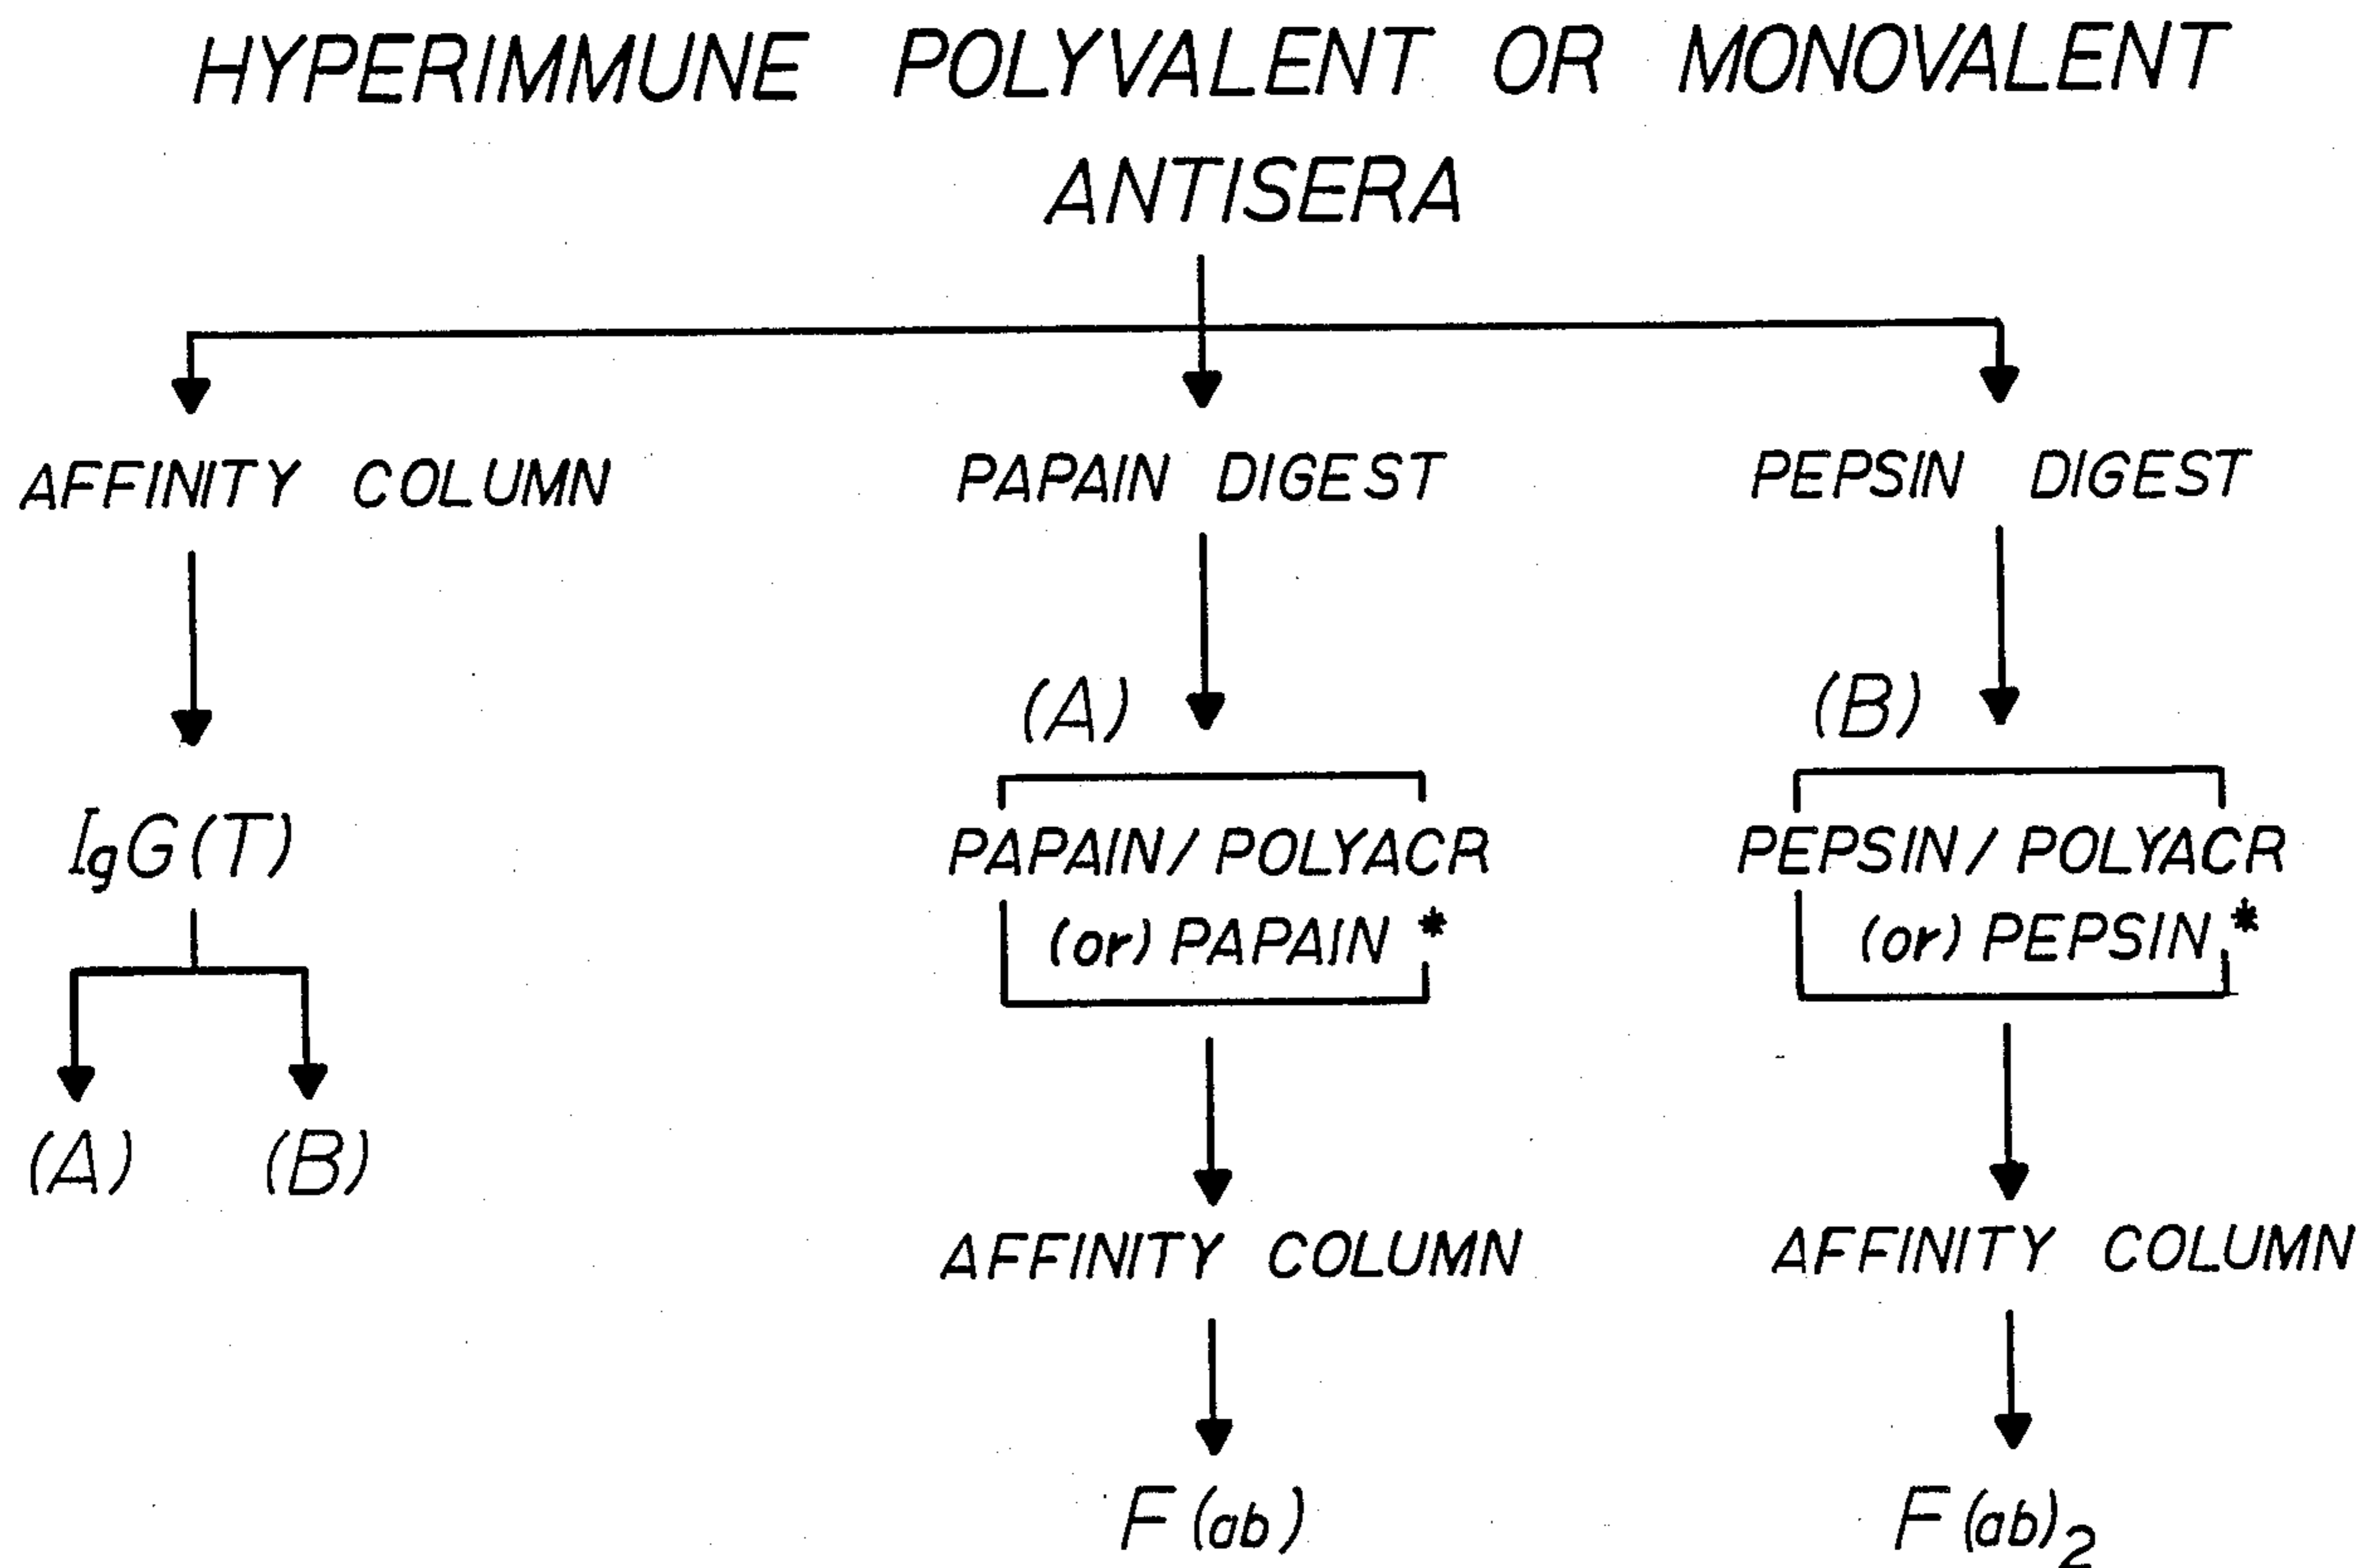 HYPERIMMUNE POLYVALENT OR MONOVALENT
ANTISERA
AFFINITY COLUMN
PAPAIN DIGEST
PEPSIN DIGEST
(A)
(B)
IgG(T)
PAPAIN/POLYACR
(or) PAPAIN *
PEPSIN/POLYACR
(or) PEPSIN *
(A)
(B)
AFFINITY COLUMN
AFFINITY COLUMN
F(ab)
F(ab)2